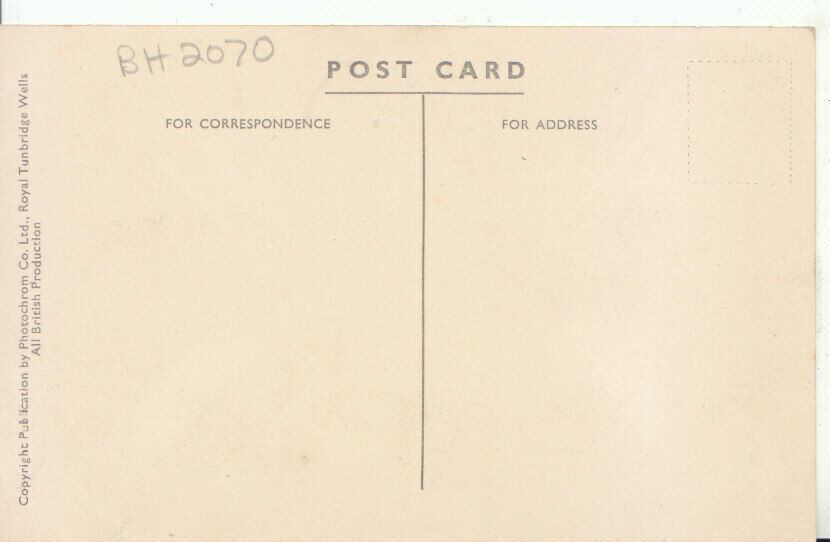 BH2070
POST CARD
FOR CORRESPONDENCE
FOR ADDRESS
Copyright Publication by Photochrom Co. Ltd., Royal Tunbridge Wells
All British Production